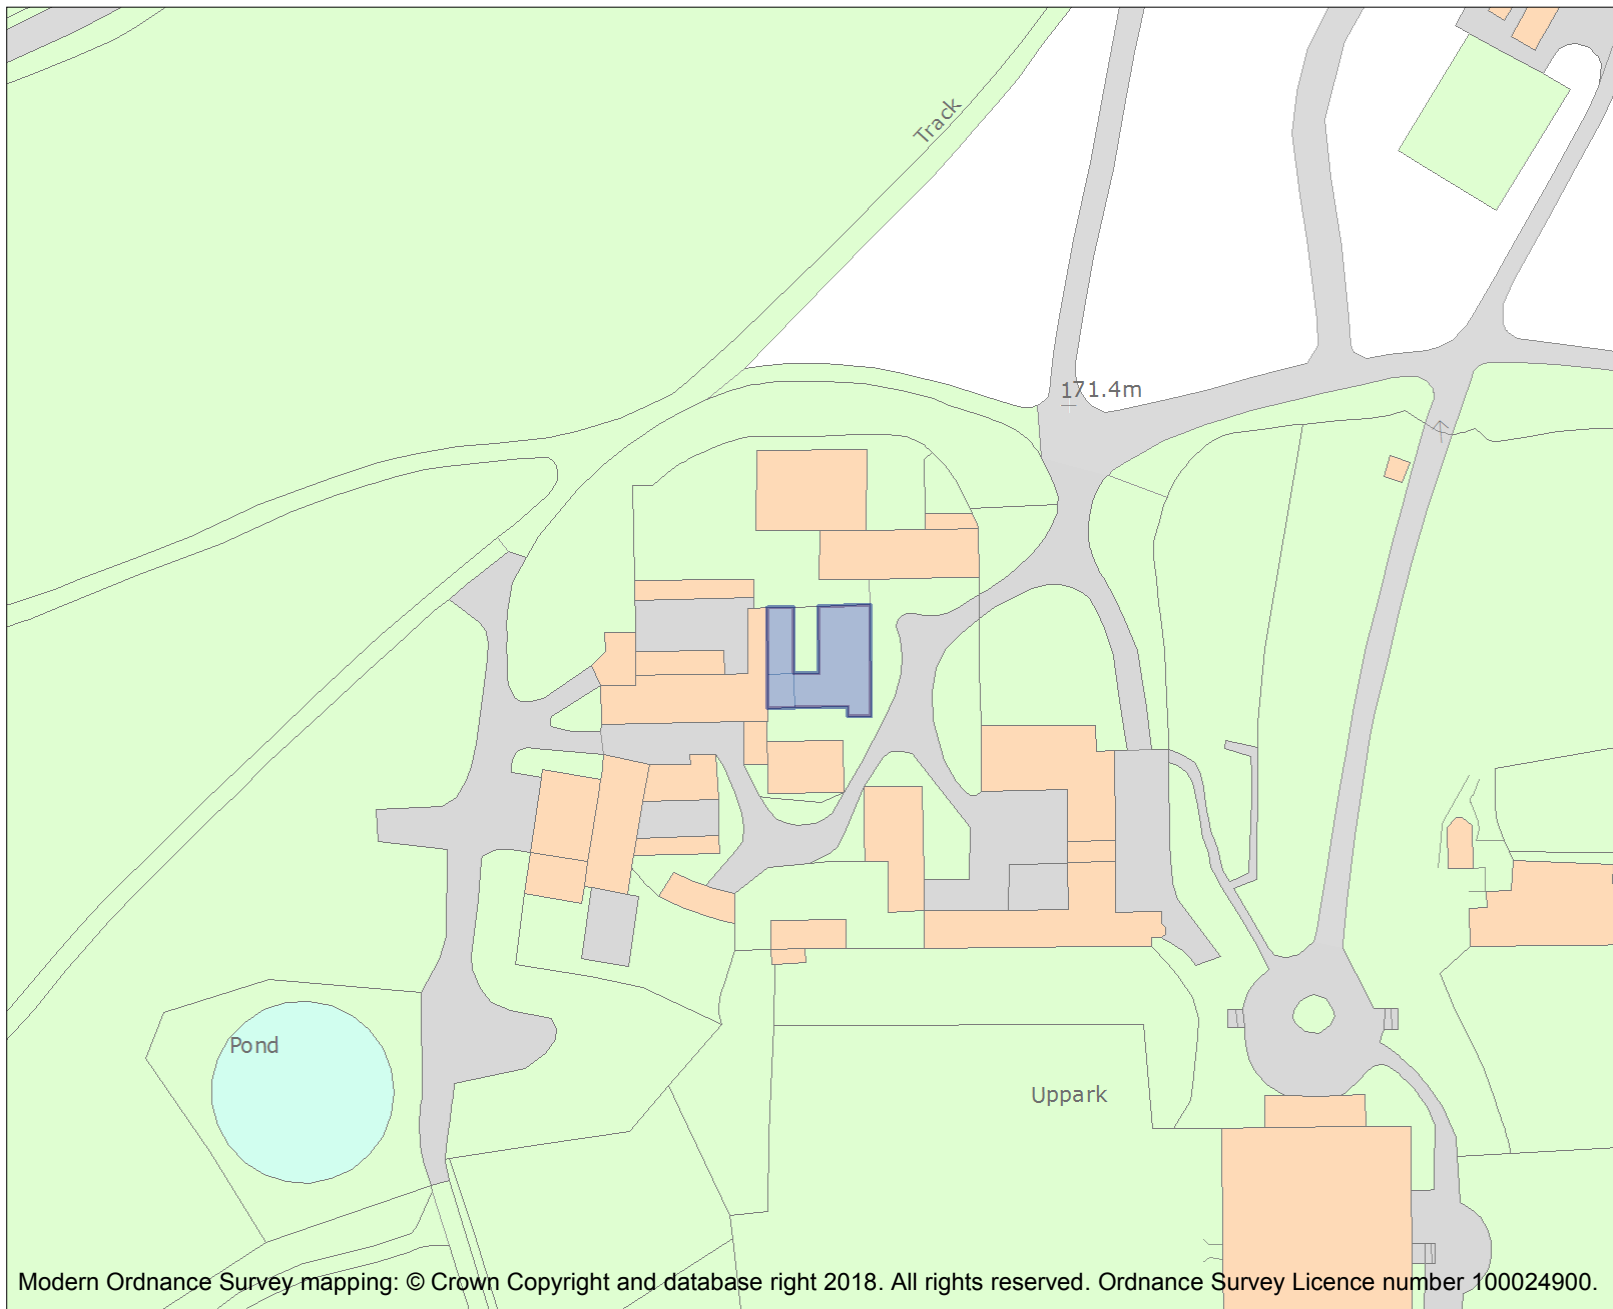 Track
171.4m
Pond
Uppark
Modern Ordnance Survey mapping: © Crown Copyright and database right 2018. All rights reserved. Ordnance Survey Licence number 100024900.